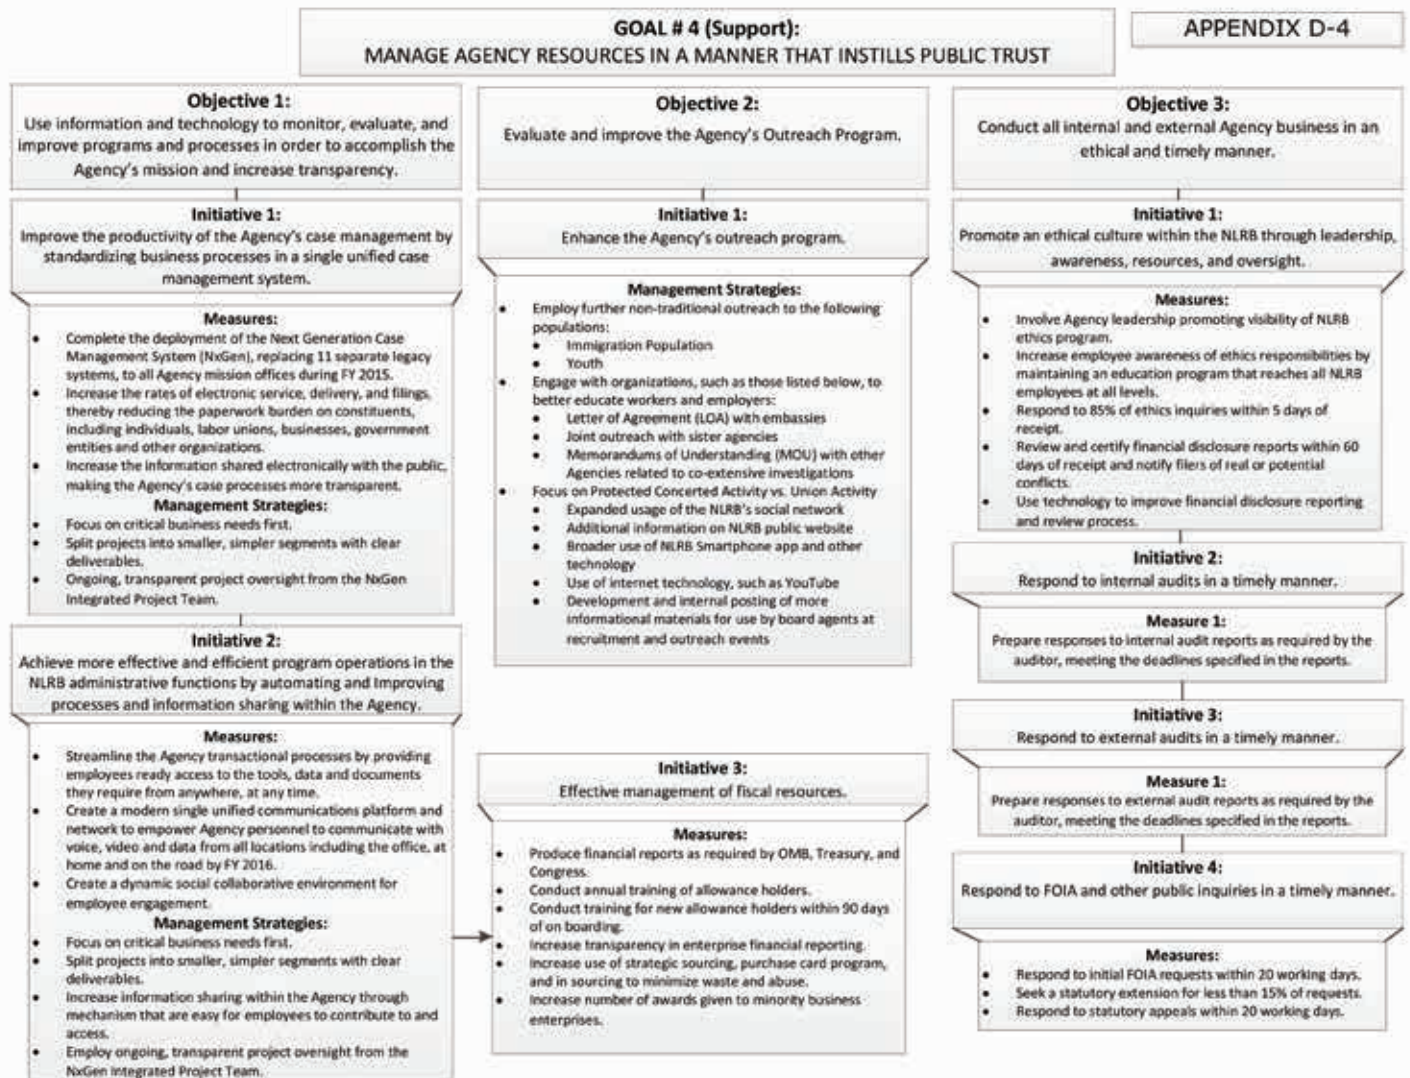 GOAL # 4 (Support):
MANAGE AGENCY RESOURCES IN A MANNER THAT INSTILLS PUBLIC TRUST
APPENDIX D-4
Objective 1:
Use information and technology to monitor, evaluate, and
improve programs and processes in order to accomplish the
Agency's mission and increase transparency.
Initiative 1:
Improve the productivity of the Agency's case management by
standardizing business processes in a single unified case
management system.
Measures:
• Complete the deployment of the Next Generation Case
Management System (NxGen), replacing 11 separate legacy
systems, to all Agency mission offices during FY 2015.
• Increase the rates of electronic service, delivery, and filings,
thereby reducing the paperwork burden on constituents,
including individuals, labor unions, businesses, government
entities and other organizations.
• Increase the information shared electronically with the public,
making the Agency's case processes more transparent.
Management Strategies:
• Focus on critical business needs first.
• Split projects into smaller, simpler segments with clear
deliverables.
• Ongoing, transparent project oversight from the NxGen
Integrated Project Team.
Initiative 2:
Achieve more effective and efficient program operations in the
NLRB administrative functions by automating and Improving
processes and information sharing within the Agency.
Measures:
• Streamline the Agency transactional processes by providing
employees ready access to the tools, data and documents
they require from anywhere, at any time.
• Create a modern single unified communications platform and
network to empower Agency personnel to communicate with
voice, video and data from all locations including the office, at
home and on the road by FY 2016.
• Create a dynamic social collaborative environment for
employee engagement.
Management Strategies:
• Focus on critical business needs first.
• Split projects into smaller, simpler segments with clear
deliverables.
• Increase information sharing within the Agency through
mechanism that are easy for employees to contribute to and
access.
• Employ ongoing, transparent project oversight from the
NxGen Integrated Project Team.
Objective 2:
Evaluate and improve the Agency's Outreach Program.
Initiative 1:
Enhance the Agency's outreach program.
Management Strategies:
• Employ further non-traditional outreach to the following
populations:
• Immigration Population
• Youth
• Engage with organizations, such as those listed below, to
better educate workers and employers:
• Letter of Agreement (LOA) with embassies
• Joint outreach with sister agencies
• Memorandums of Understanding (MOU) with other
Agencies related to co-extensive investigations
• Focus on Protected Concerted Activity vs. Union Activity
• Expanded usage of the NLRB's social network
• Additional information on NLRB public website
• Broader use of NLRB Smartphone app and other
technology
• Use of internet technology, such as YouTube
• Development and internal posting of more
informational materials for use by board agents at
recruitment and outreach events
Initiative 3:
Effective management of fiscal resources.
Measures:
• Produce financial reports as required by OMB, Treasury, and
Congress.
• Conduct annual training of allowance holders.
• Conduct training for new allowance holders within 90 days
of on boarding.
• Increase transparency in enterprise financial reporting.
• Increase use of strategic sourcing, purchase card program,
and in sourcing to minimize waste and abuse.
• Increase number of awards given to minority business
enterprises.
Objective 3:
Conduct all internal and external Agency business in an
ethical and timely manner.
Initiative 1:
Promote an ethical culture within the NLRB through leadership,
awareness, resources, and oversight.
Measures:
• Involve Agency leadership promoting visibility of NLRB
ethics program.
• Increase employee awareness of ethics responsibilities by
maintaining an education program that reaches all NLRB
employees at all levels.
• Respond to 85% of ethics inquiries within 5 days of
receipt.
• Review and certify financial disclosure reports within 60
days of receipt and notify filers of real or potential
conflicts.
• Use technology to improve financial disclosure reporting
and review process.
Initiative 2:
Respond to internal audits in a timely manner.
Measure 1:
Prepare responses to internal audit reports as required by the
auditor, meeting the deadlines specified in the reports.
Initiative 3:
Respond to external audits in a timely manner.
Measure 1:
Prepare responses to external audit reports as required by the
auditor, meeting the deadlines specified in the reports.
Initiative 4:
Respond to FOIA and other public inquiries in a timely manner.
Measures:
• Respond to initial FOIA requests within 20 working days.
• Seek a statutory extension for less than 15% of requests.
• Respond to statutory appeals within 20 working days.